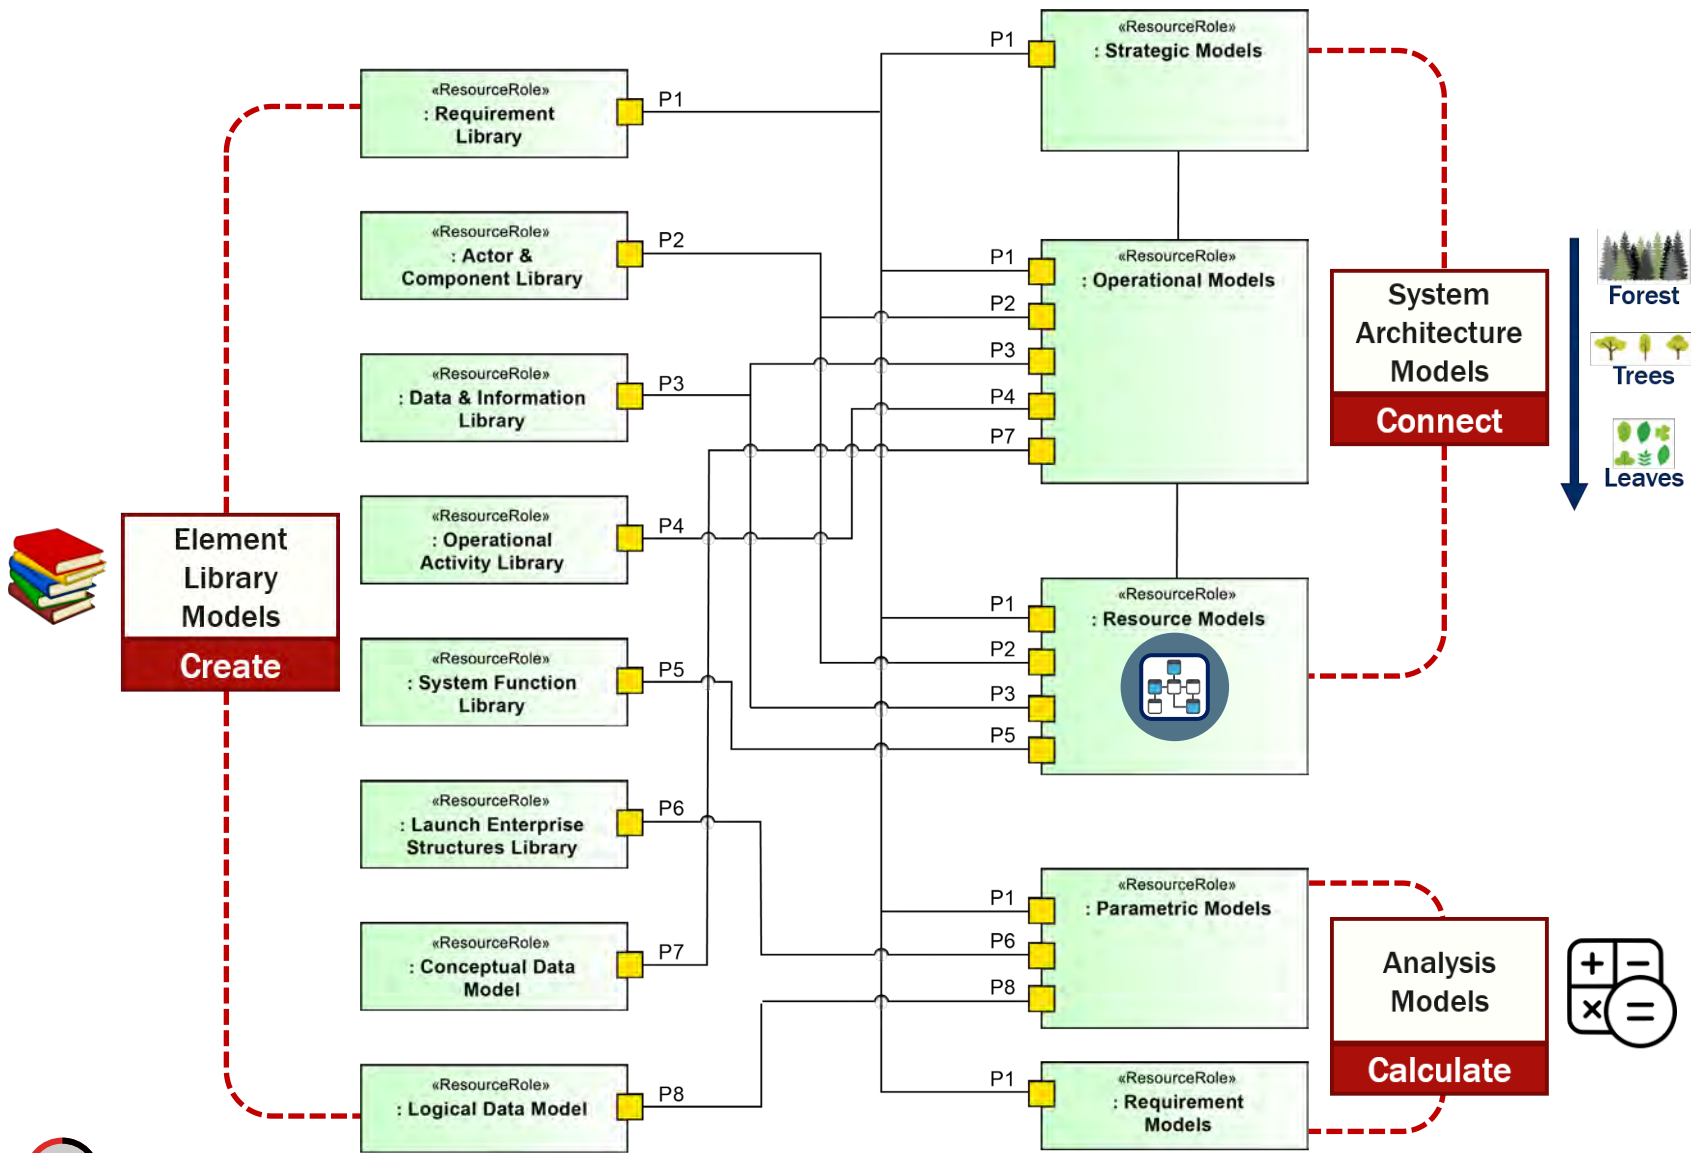 Element
Library
Models
Create
«ResourceRole»
: Requirement
Library
P1
«ResourceRole»
: Actor &
Component Library
P2
«ResourceRole»
: Data & Information
Library
P3
«ResourceRole»
: Operational
Activity Library
P4
«ResourceRole»
: System Function
Library
P5
«ResourceRole»
: Launch Enterprise
Structures Library
P6
«ResourceRole»
: Conceptual Data
Model
P7
«ResourceRole»
: Logical Data Model
P8
P1
«ResourceRole»
: Strategic Models
«ResourceRole»
: Operational Models
P1
P2
P3
P4
P7
«ResourceRole»
: Resource Models
P1
P2
P3
P5
«ResourceRole»
: Parametric Models
P1
P6
P8
«ResourceRole»
: Requirement
Models
P1
System
Architecture
Models
Connect
Forest
Trees
Leaves
Analysis
Models
Calculate